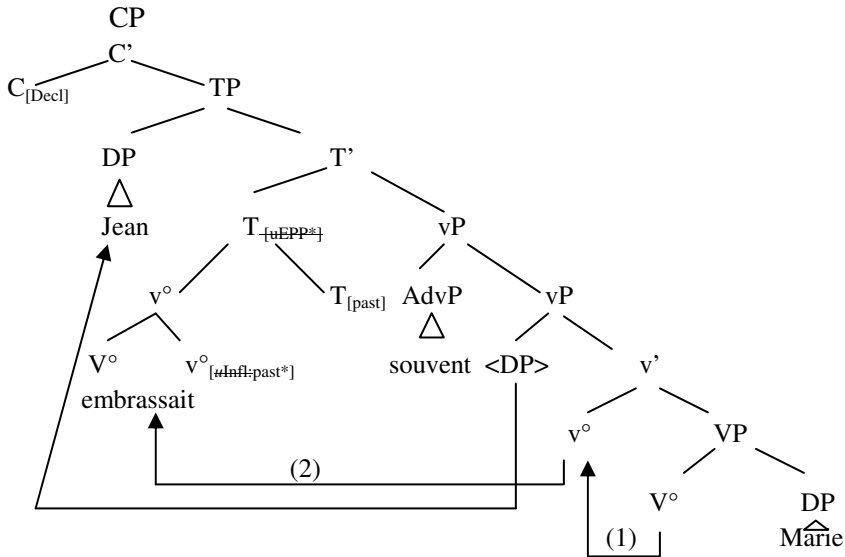 CP
C’
C[Decl] TP
DP T’
Jean T[uEPP*] vP
v° T[past] AdvP vP
V° v°[uInfl:past*] souvent <DP> v’
embrassait
v° VP
(2)
V° DP
(1) Marie